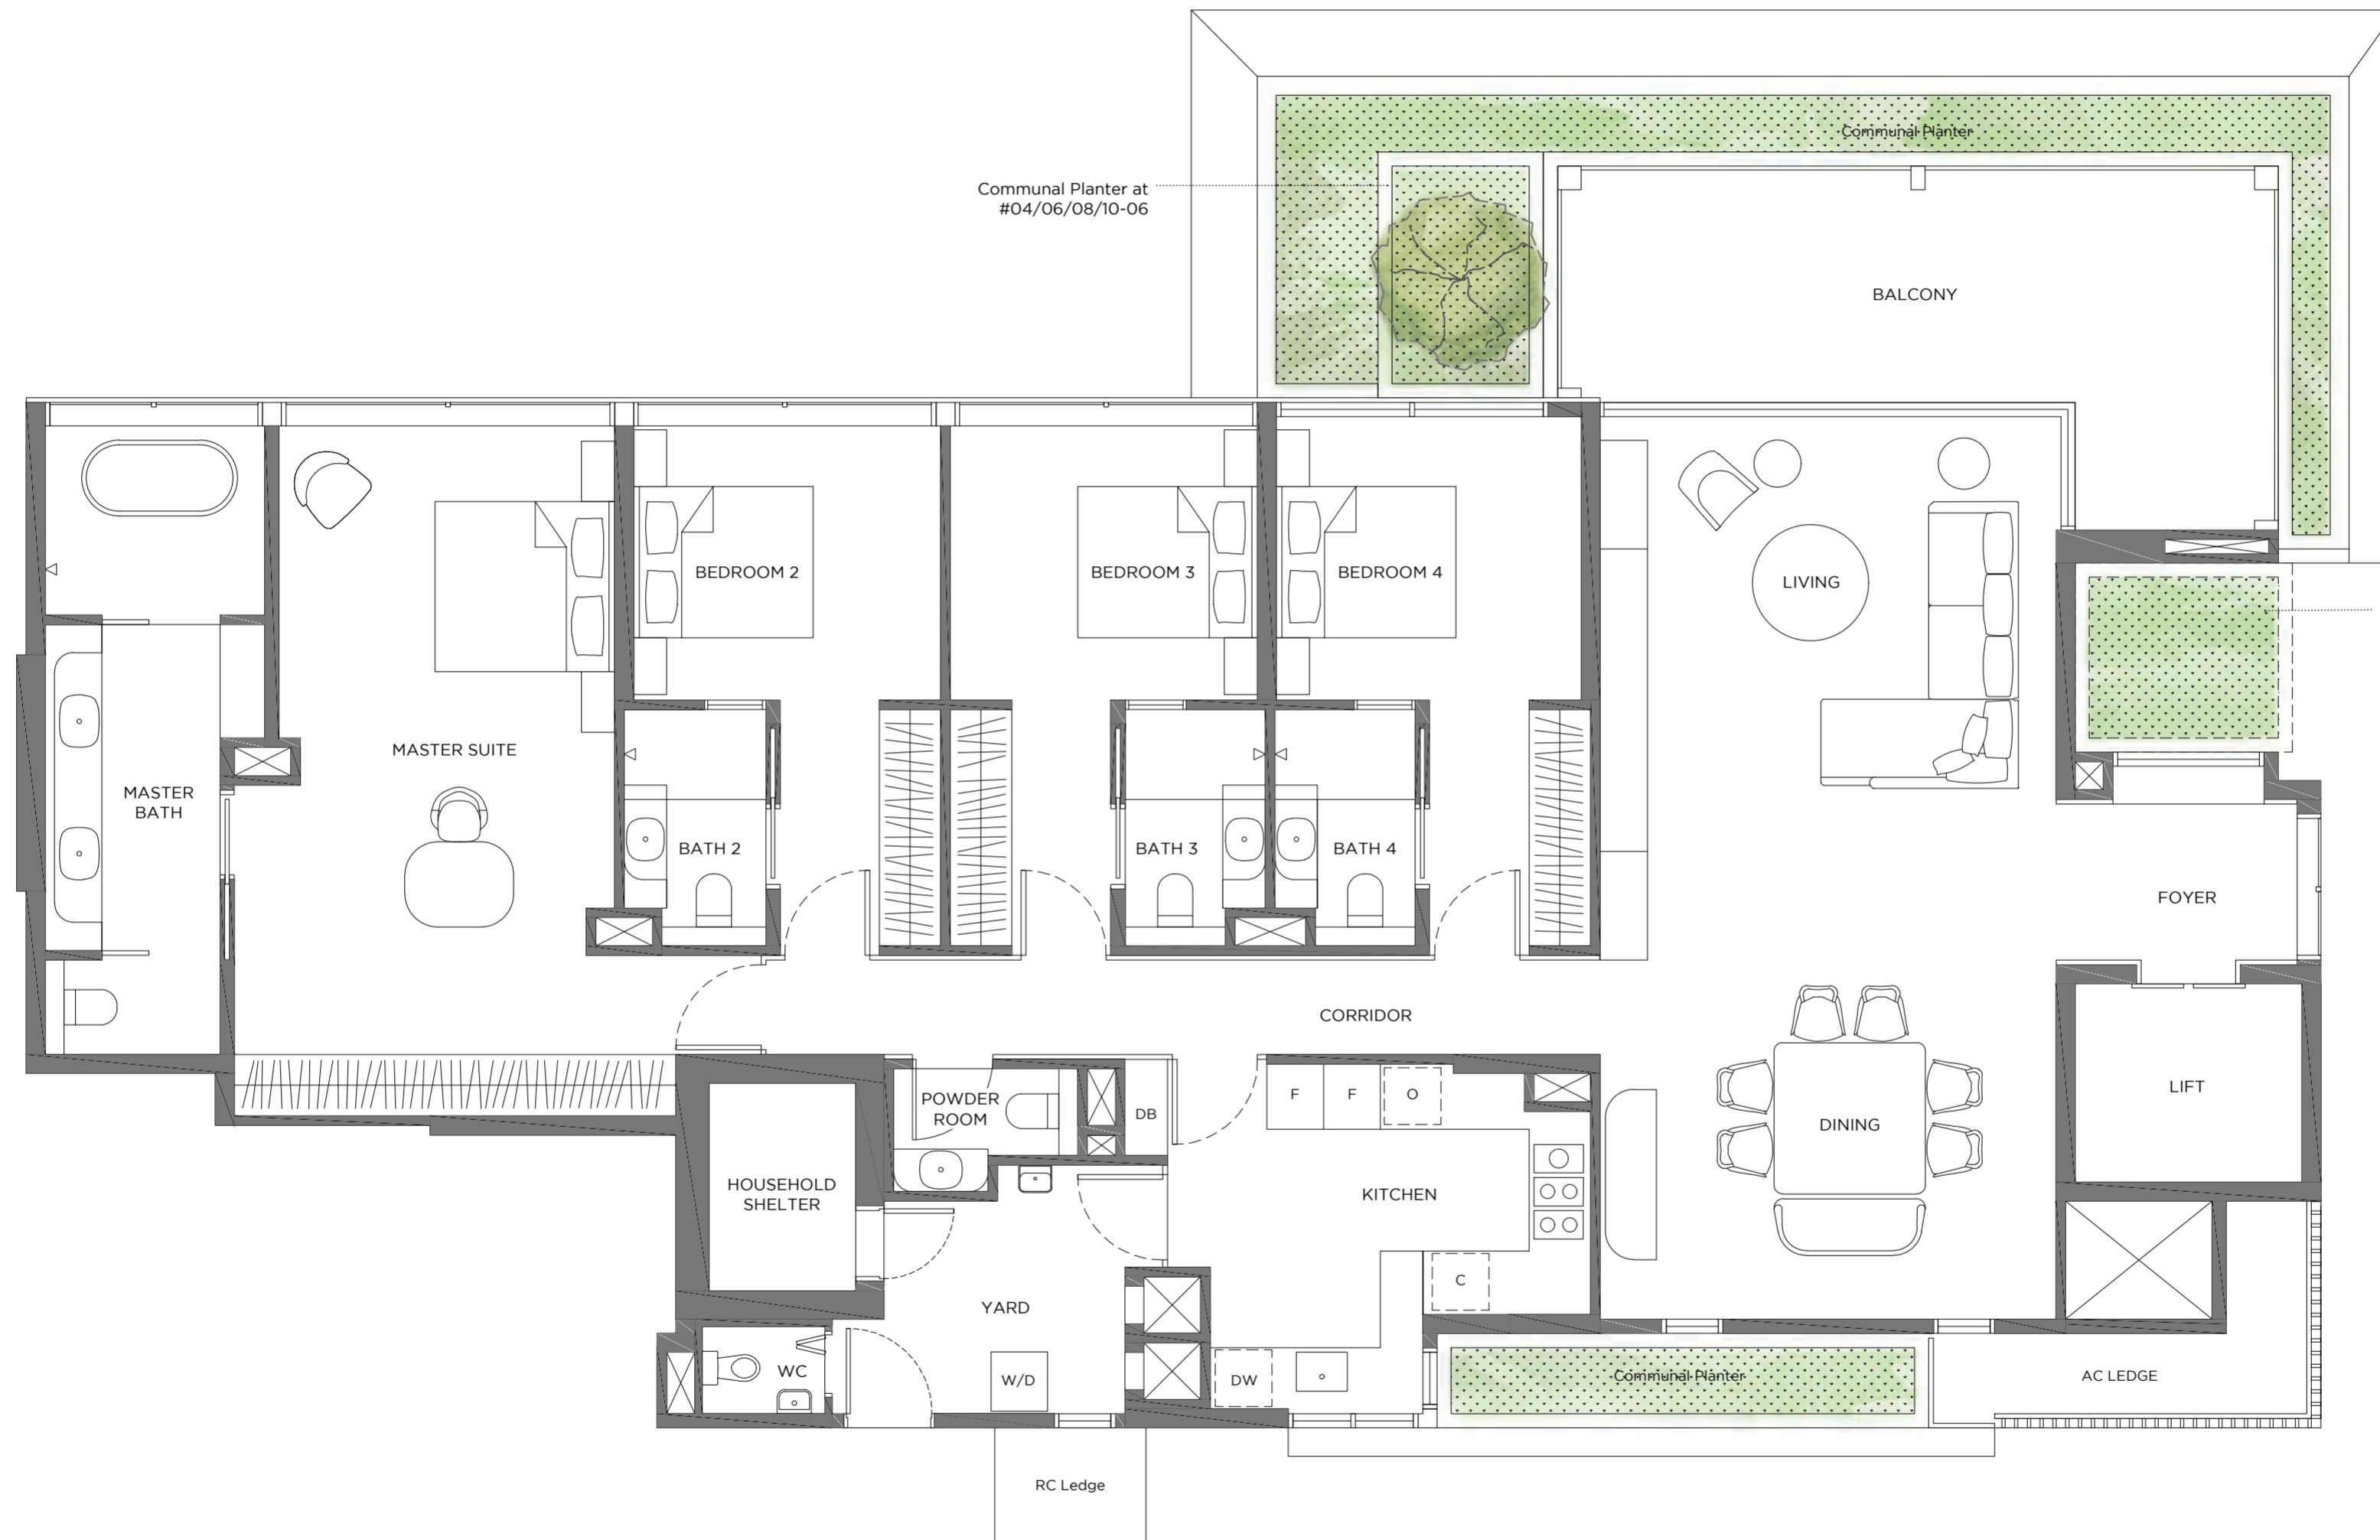 Communal Planter
Communal Planter at
#04/06/08/10-06
BALCONY
BEDROOM 2
BEDROOM 3
BEDROOM 4
LIVING
MASTER SUITE
MASTER
BATH
BATH 2
BATH 3
BATH 4
FOYER
CORRIDOR
LIFT
POWDER
ROOM
DB
F
F
O
DINING
HOUSEHOLD
SHELTER
KITCHEN
C
YARD
WC
W/D
DW
Communal Planter
AC LEDGE
RC Ledge